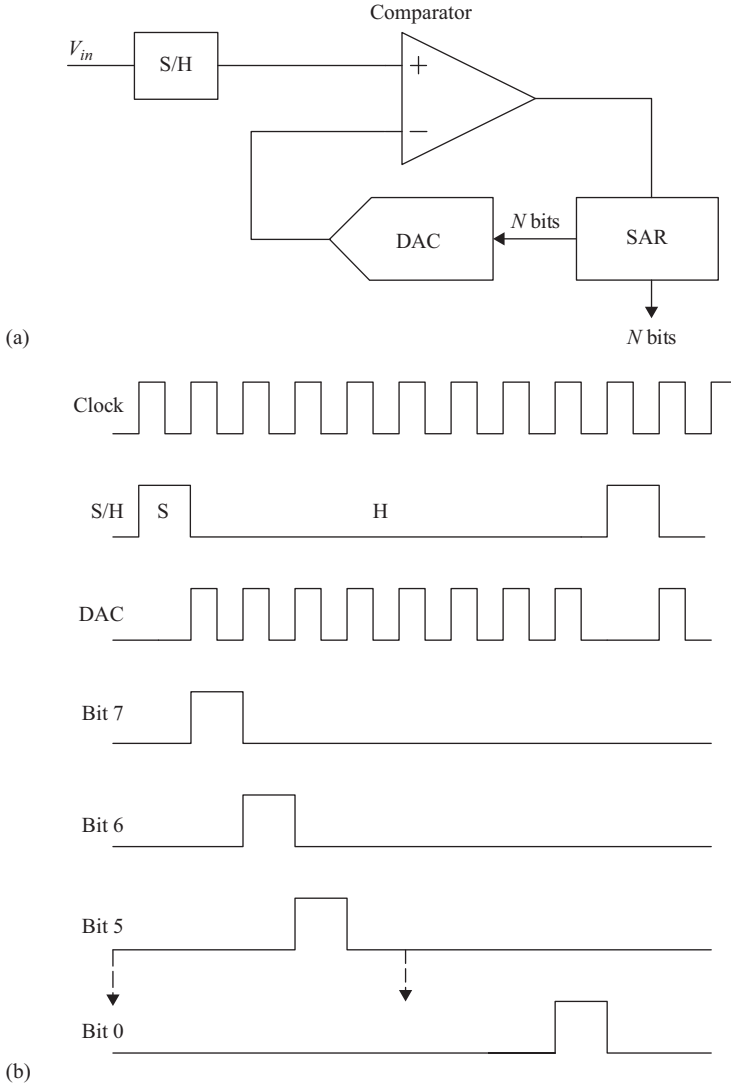 Comparator
V_in
S/H
+
−
DAC
N bits
SAR
(a)
N bits
Clock
S/H
S
H
DAC
Bit 7
Bit 6
Bit 5
Bit 0
(b)